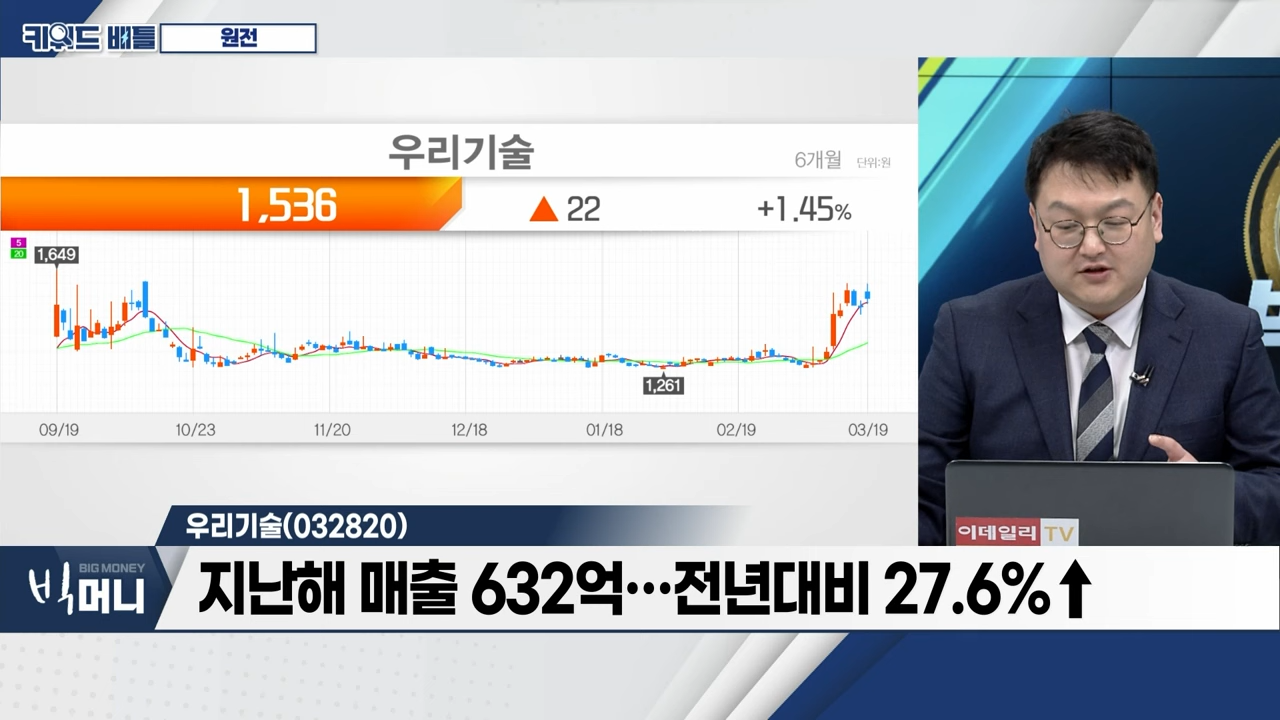 키워드 배틀 원전
우리기술
6개월 단위:원
1,536 ▲ 22 +1.45%
5
20
1,649
1,261
09/19 10/23 11/20 12/18 01/18 02/19 03/19
이데일리 TV
우리기술(032820)
빅머니 BIG MONEY
지난해 매출 632억…전년대비 27.6%↑